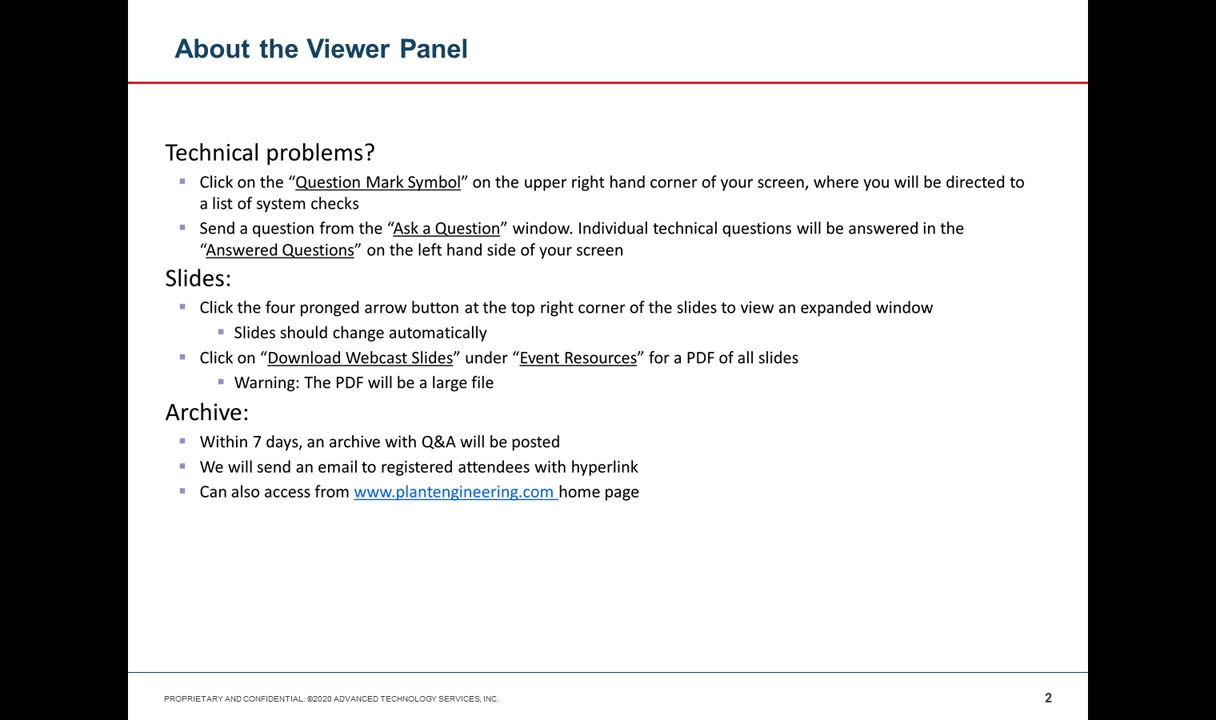 About the Viewer Panel
Technical problems?
▪ Click on the “Question Mark Symbol” on the upper right hand corner of your screen, where you will be directed to
a list of system checks
▪ Send a question from the “Ask a Question” window. Individual technical questions will be answered in the
“Answered Questions” on the left hand side of your screen
Slides:
▪ Click the four pronged arrow button at the top right corner of the slides to view an expanded window
▪ Slides should change automatically
▪ Click on “Download Webcast Slides” under “Event Resources” for a PDF of all slides
▪ Warning: The PDF will be a large file
Archive:
▪ Within 7 days, an archive with Q&A will be posted
▪ We will send an email to registered attendees with hyperlink
▪ Can also access from www.plantengineering.com home page
PROPRIETARY AND CONFIDENTIAL: ©2020 ADVANCED TECHNOLOGY SERVICES, INC.
2